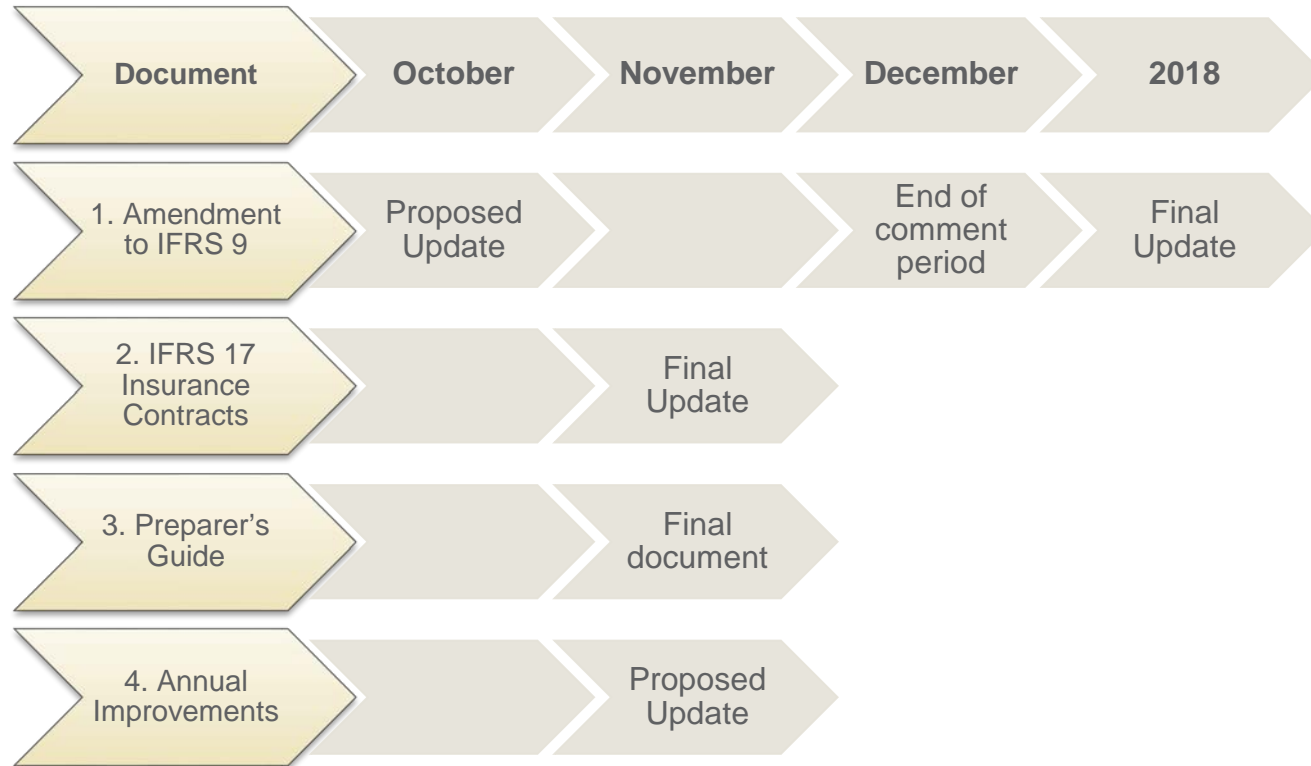 Document
October
November
December
2018
1. Amendment
to IFRS 9
Proposed
Update
End of
comment
period
Final
Update
2. IFRS 17
Insurance
Contracts
Final
Update
3. Preparer’s
Guide
Final
document
4. Annual
Improvements
Proposed
Update